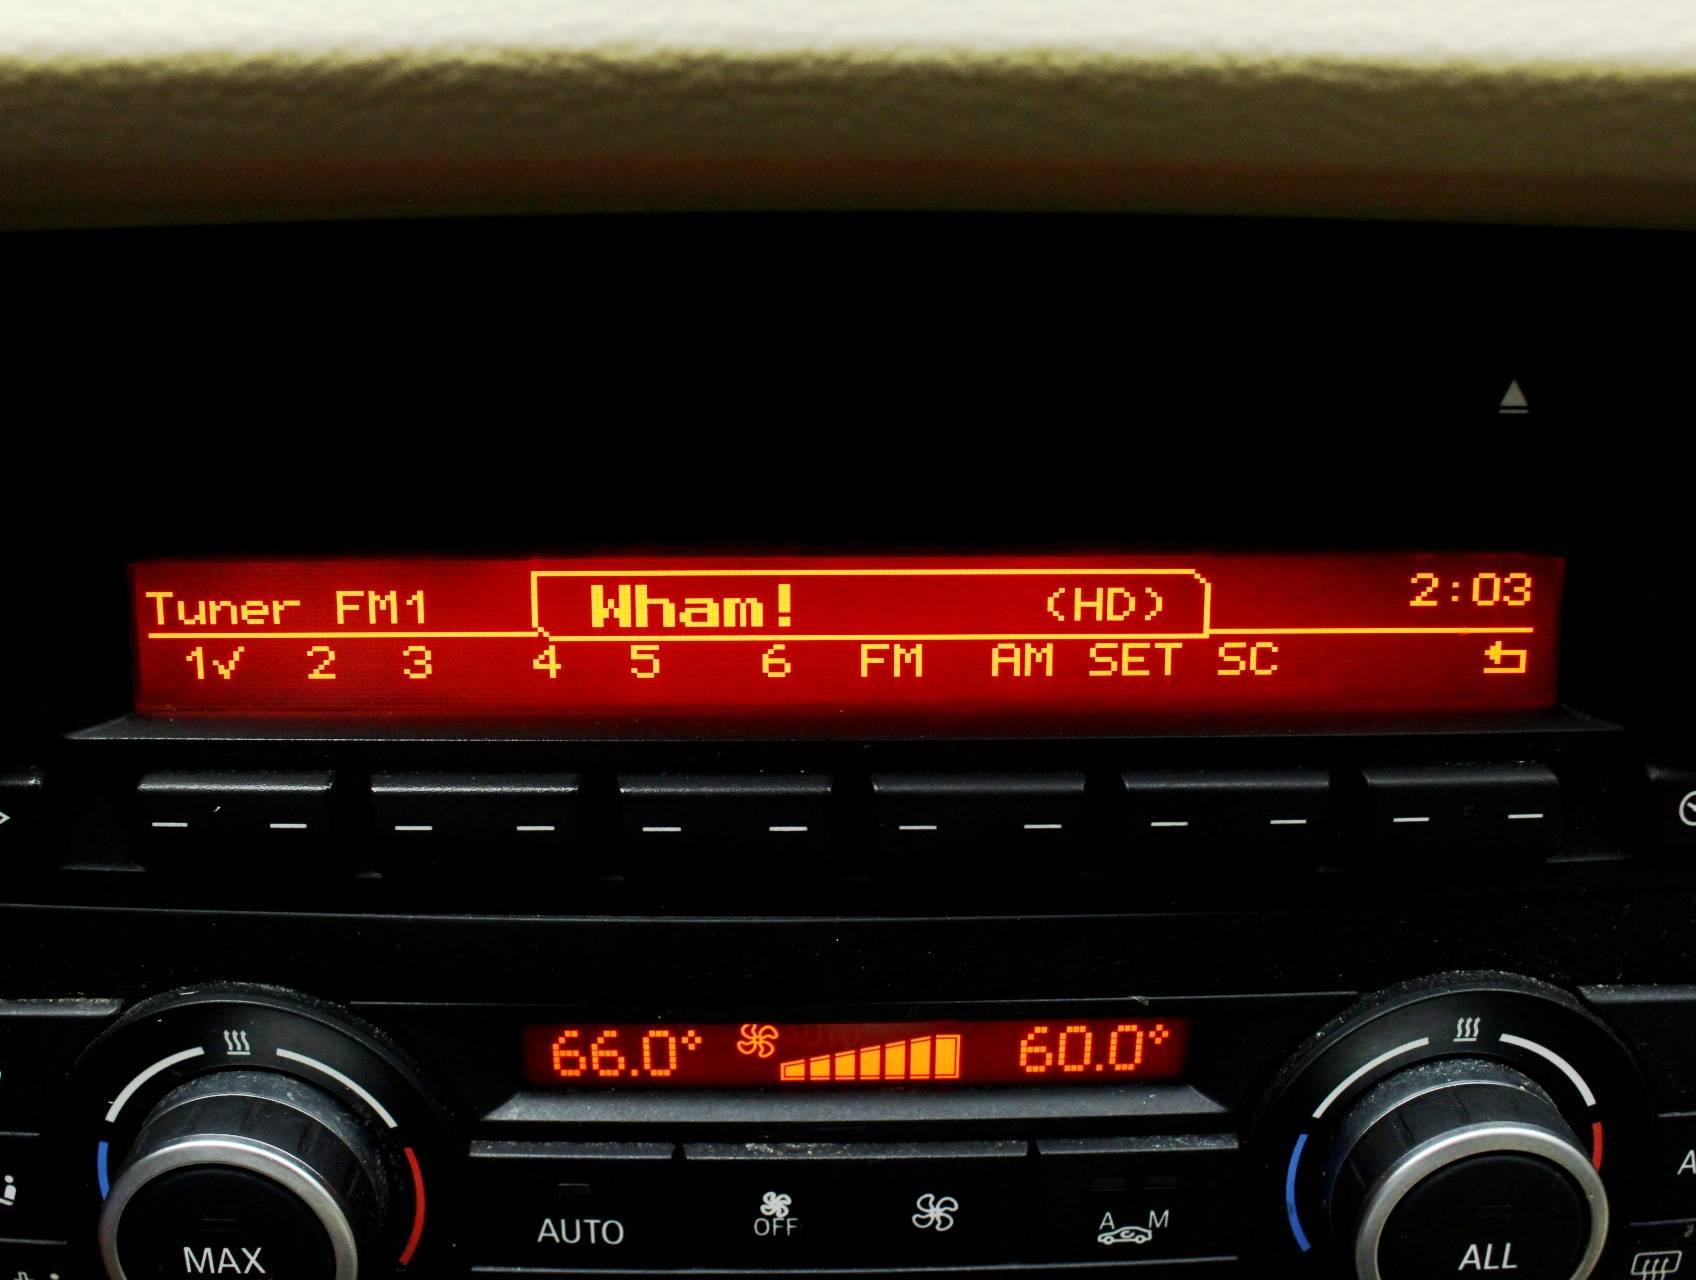 Tuner FM1 Wham! (HD) 2:03
1✓ 2 3 4 5 6 FM AM SET SC
66.0° 60.0°
AUTO OFF A M
MAX ALL